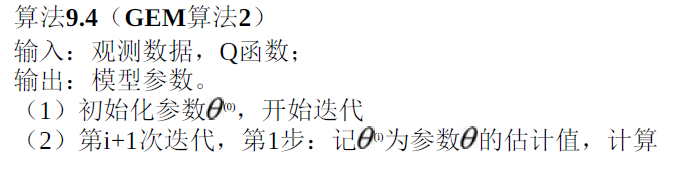 算法9.4（GEM算法2）
输入：观测数据，Q函数；
输出：模型参数。
（1）初始化参数θ⁽⁰⁾，开始迭代
（2）第i+1次迭代，第1步：记θ⁽ⁱ⁾为参数θ的估计值，计算